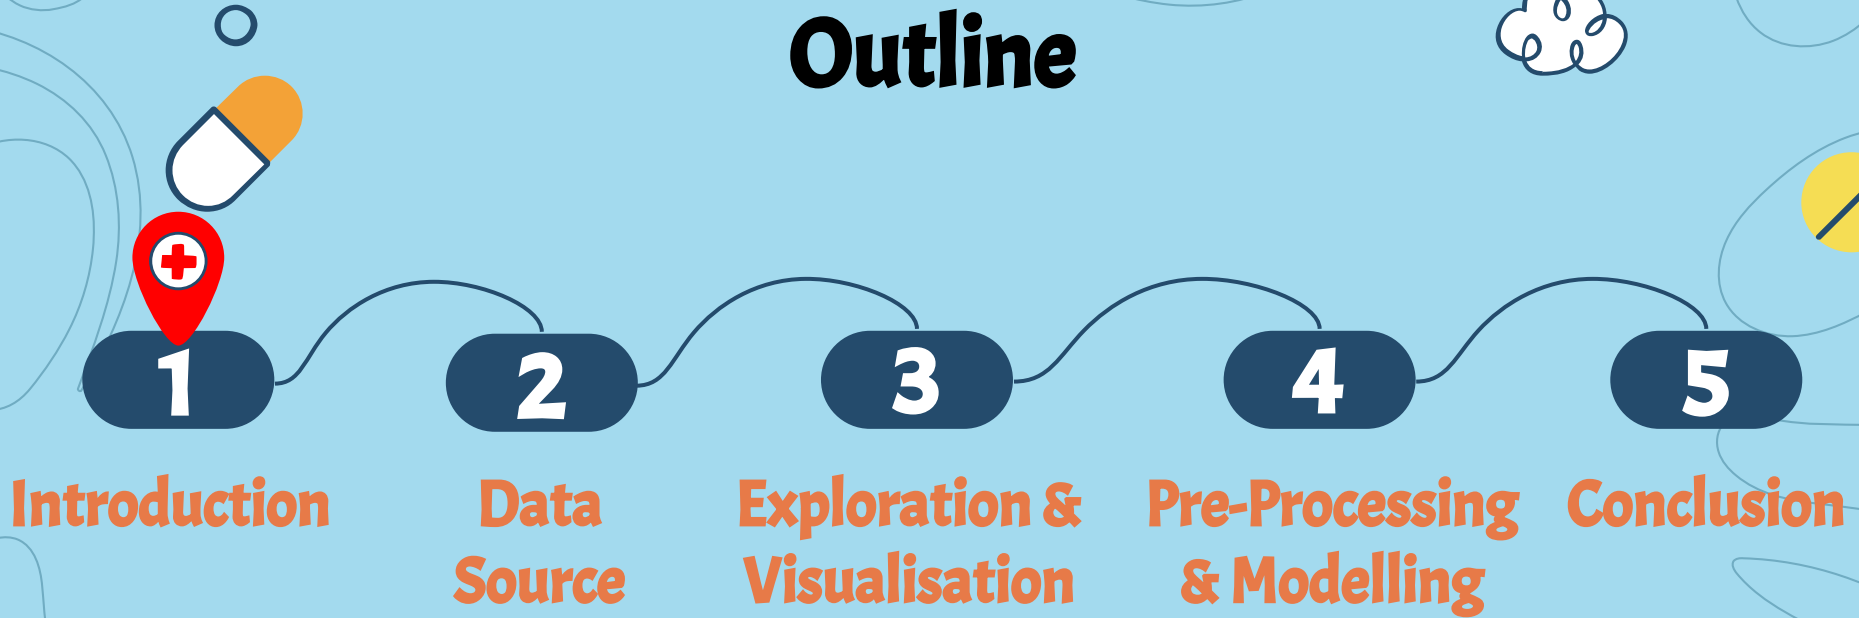 Outline
1
2
3
4
5
Introduction
Data
Source
Exploration &
Visualisation
Pre-Processing
& Modelling
Conclusion